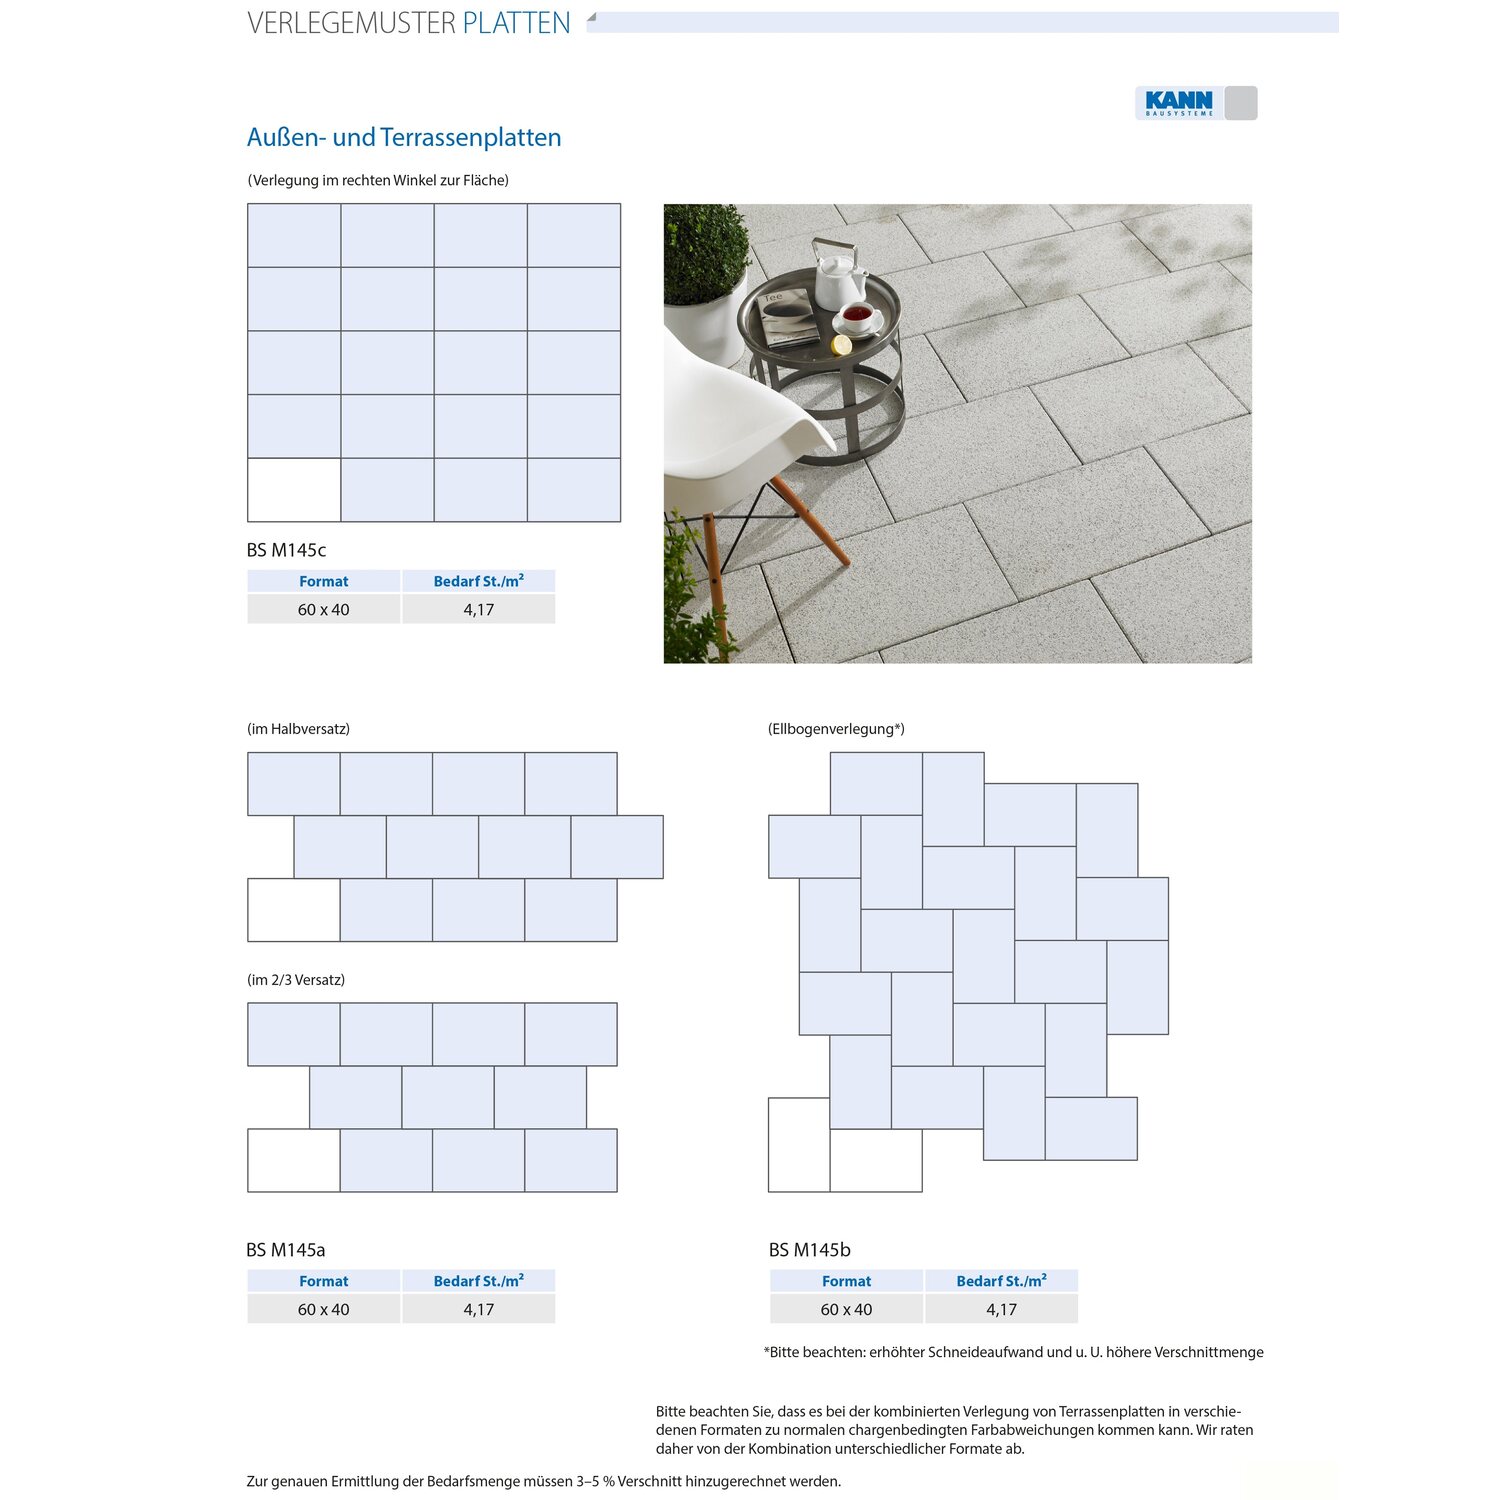 VERLEGEMUSTER PLATTEN
KANN
BAUSYSTEME
Außen- und Terrassenplatten
(Verlegung im rechten Winkel zur Fläche)
Tee
BS M145c
Format Bedarf St./m²
60 x 40 4,17
(im Halbversatz)
(im 2/3 Versatz)
BS M145a
Format Bedarf St./m²
60 x 40 4,17
(Ellbogenverlegung*)
BS M145b
Format Bedarf St./m²
60 x 40 4,17
*Bitte beachten: erhöhter Schneideaufwand und u. U. höhere Verschnittmenge
Bitte beachten Sie, dass es bei der kombinierten Verlegung von Terrassenplatten in verschie-
denen Formaten zu normalen chargenbedingten Farbabweichungen kommen kann. Wir raten
daher von der Kombination unterschiedlicher Formate ab.
Zur genauen Ermittlung der Bedarfsmenge müssen 3–5 % Verschnitt hinzugerechnet werden.